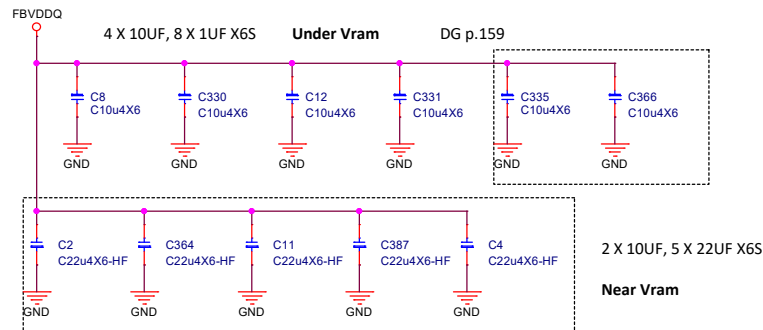 FBVDDQ
4 X 10UF, 8 X 1UF X6S Under Vram DG p.159
C8 C330 C12 C331 C335 C366
C10u4X6 C10u4X6 C10u4X6 C10u4X6 C10u4X6 C10u4X6
GND GND GND GND GND GND
C2 C364 C11 C387 C4
C22u4X6-HF C22u4X6-HF C22u4X6-HF C22u4X6-HF C22u4X6-HF
2 X 10UF, 5 X 22UF X6S
Near Vram
GND GND GND GND GND